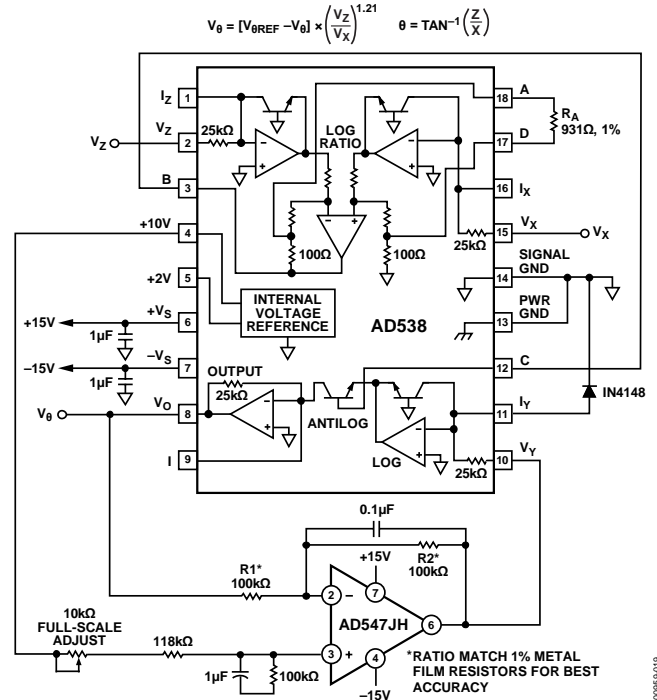 Vθ = [VθREF – Vθ] × (VZ/VX)^1.21 θ = TAN–1 (Z/X)
IZ
1
VZ
VZ
2
25kΩ
B
3
+10V
4
+2V
5
+VS
+15V
6
1µF
–VS
–15V
7
1µF
VO
Vθ
8
I
9
LOG
RATIO
100Ω
100Ω
INTERNAL
VOLTAGE
REFERENCE
AD538
OUTPUT
25kΩ
ANTILOG
LOG
25kΩ
25kΩ
18
A
RA
931Ω, 1%
17
D
16
IX
15
VX
VX
14
SIGNAL
GND
13
PWR
GND
12
C
IN4148
11
IY
10
VY
0.1µF
R1*
100kΩ
R2*
100kΩ
+15V
2
–
7
AD547JH
6
3
+
4
–15V
10kΩ
FULL-SCALE
ADJUST
118kΩ
1µF
100kΩ
*RATIO MATCH 1% METAL
FILM RESISTORS FOR BEST
ACCURACY
00959-019